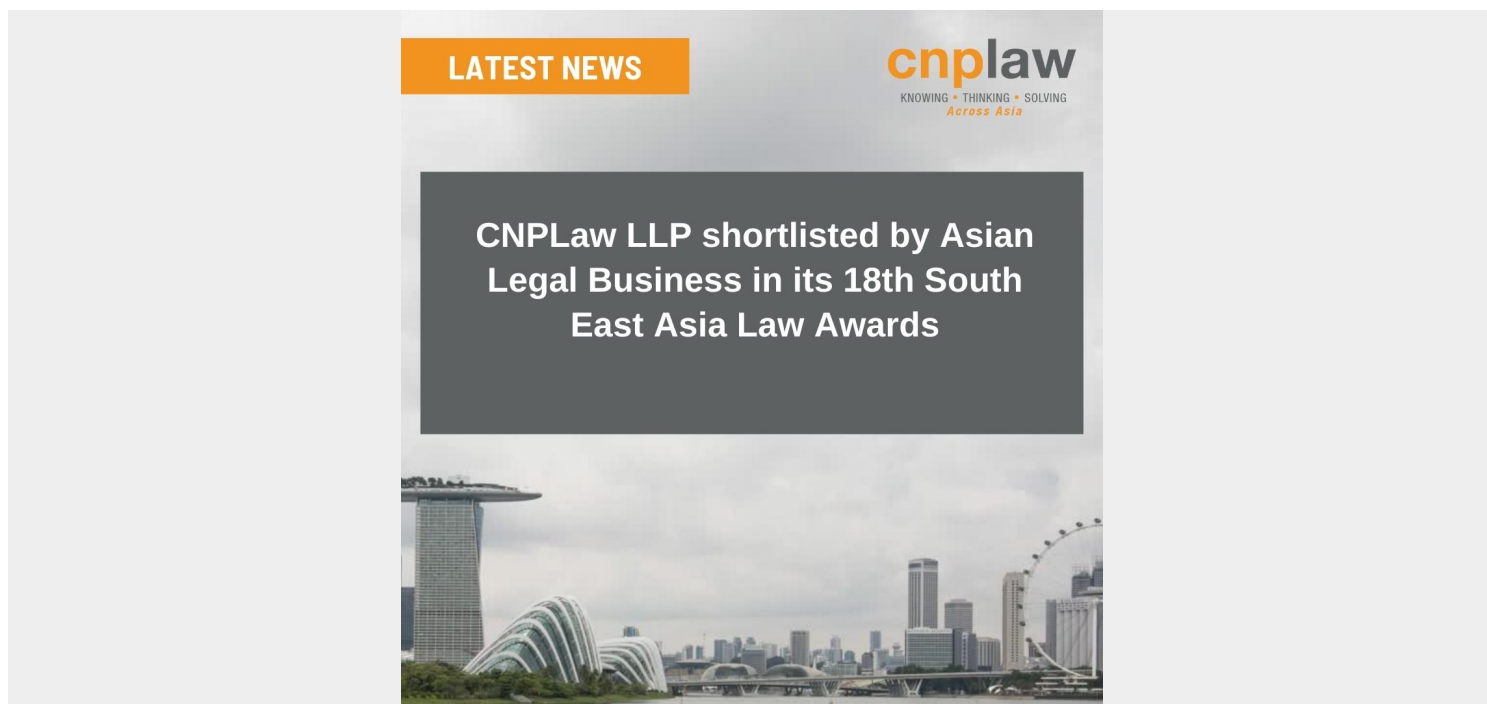 LATEST NEWS
cnplaw
KNOWING • THINKING • SOLVING
Across Asia
CNPLaw LLP shortlisted by Asian
Legal Business in its 18th South
East Asia Law Awards